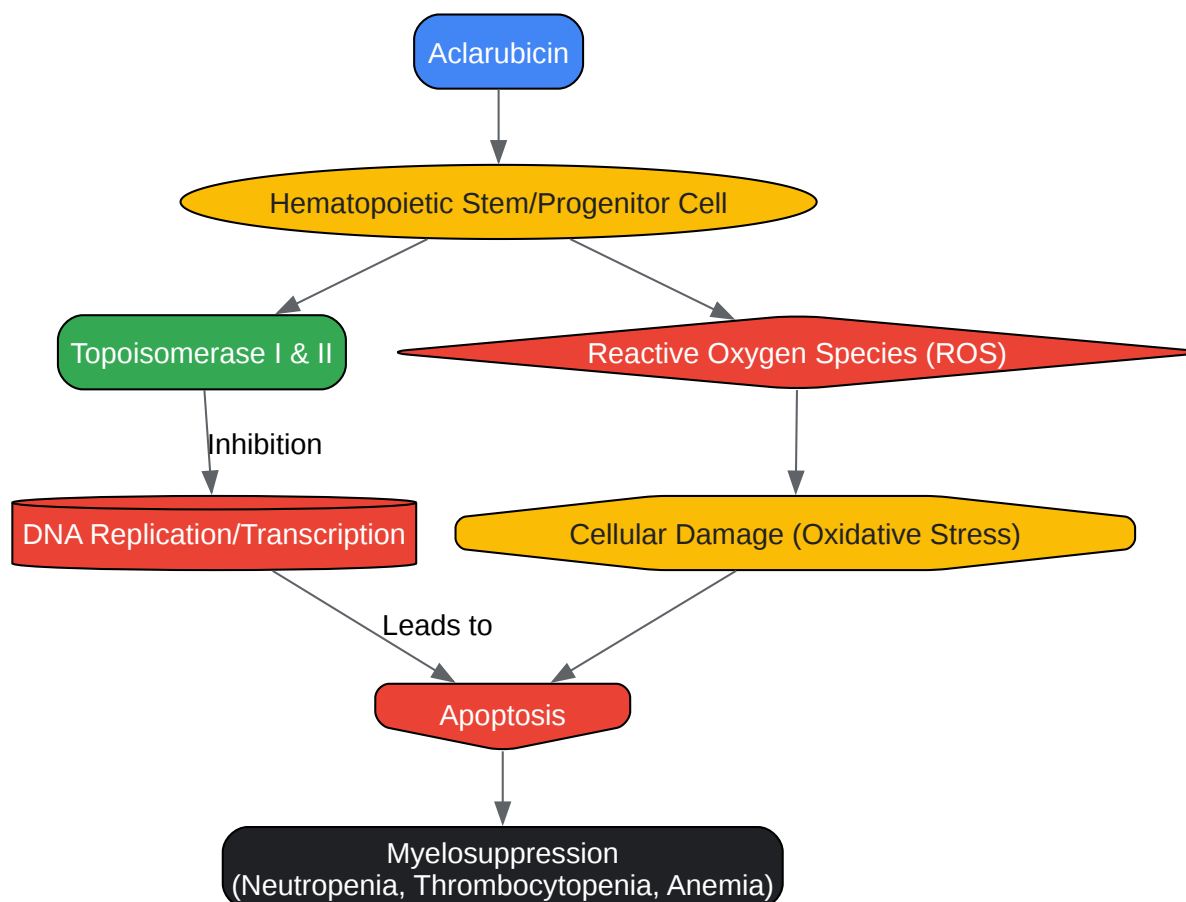 Aclarubicin
Hematopoietic Stem/Progenitor Cell
Topoisomerase I & II
Reactive Oxygen Species (ROS)
Inhibition
DNA Replication/Transcription
Cellular Damage (Oxidative Stress)
Leads to
Apoptosis
Myelosuppression
(Neutropenia, Thrombocytopenia, Anemia)